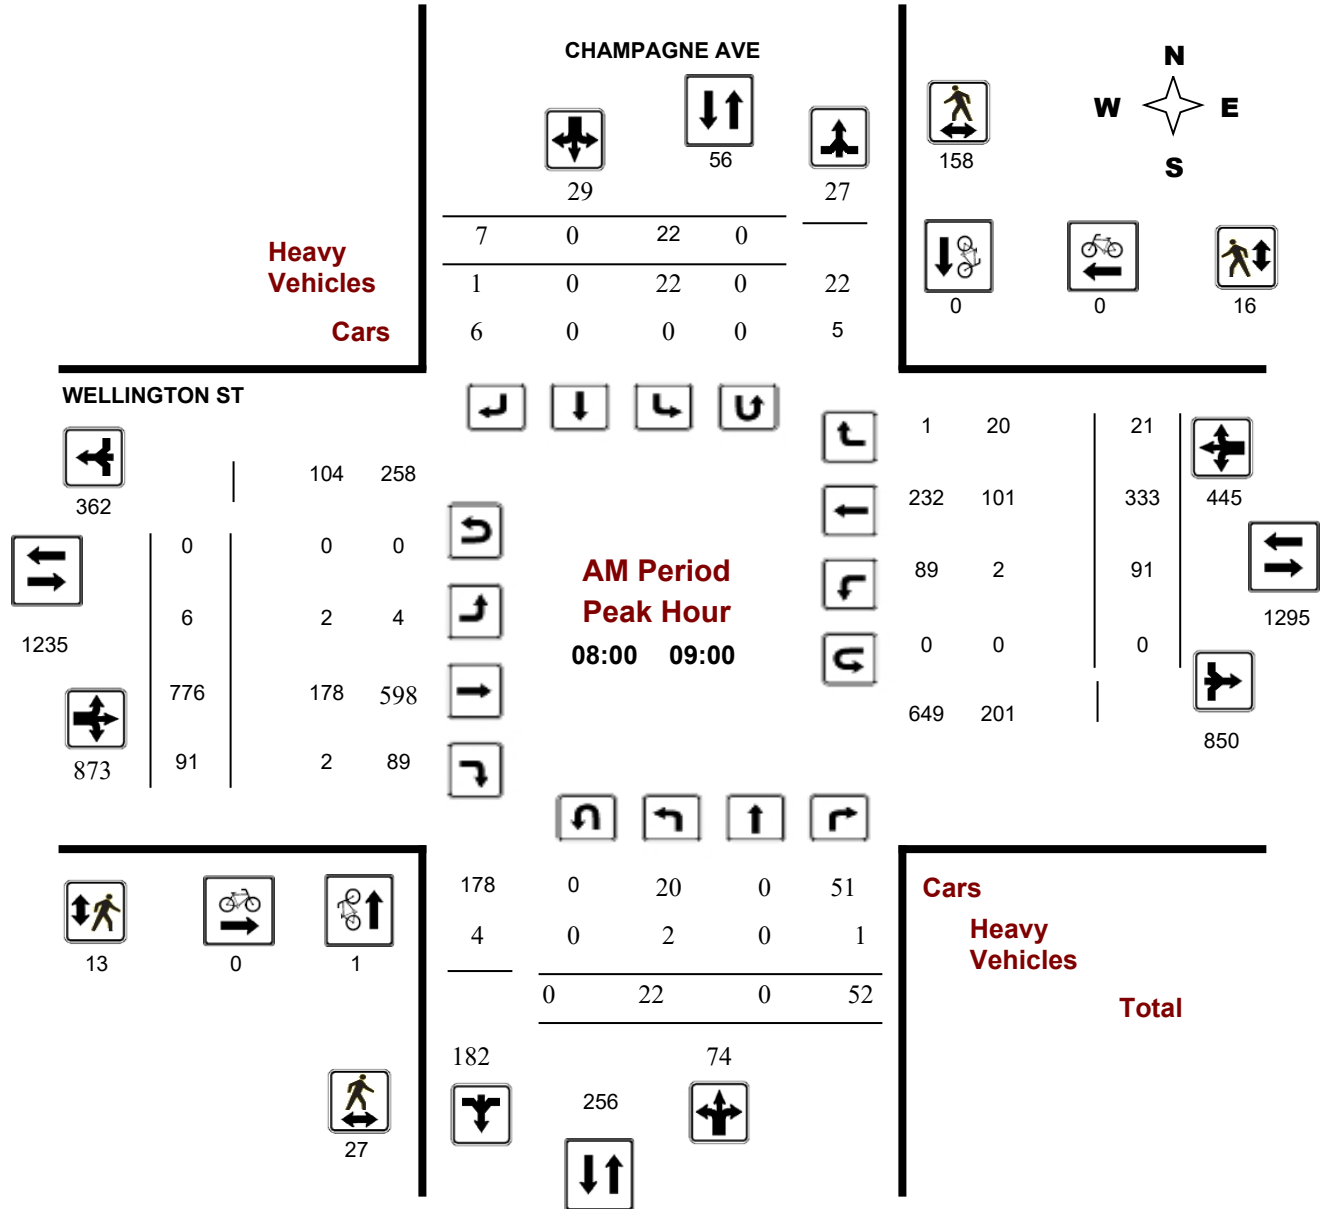 CHAMPAGNE AVE
N
W E
S
56
158
29 27
7 0 22 0
Heavy
Vehicles
1 0 22 0 22
0 0 16
Cars
6 0 0 0 5
WELLINGTON ST
1 20 21
104 258
362
232 101 333 445
0 0 0
AM Period
89 2 91
Peak Hour
6 2 4
1295
1235
08:00 09:00
0 0 0
776 178 598
649 201
850
873
91 2 89
178 0 20 0 51
Cars
4 0 2 0 1
Heavy
Vehicles
13 0 1
0 22 0 52
Total
182 74
256
27